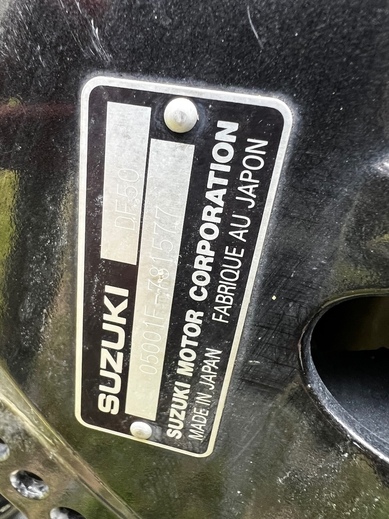 SUZUKI DF50
05001F-781577
SUZUKI MOTOR CORPORATION
MADE IN JAPAN FABRIQUE AU JAPON